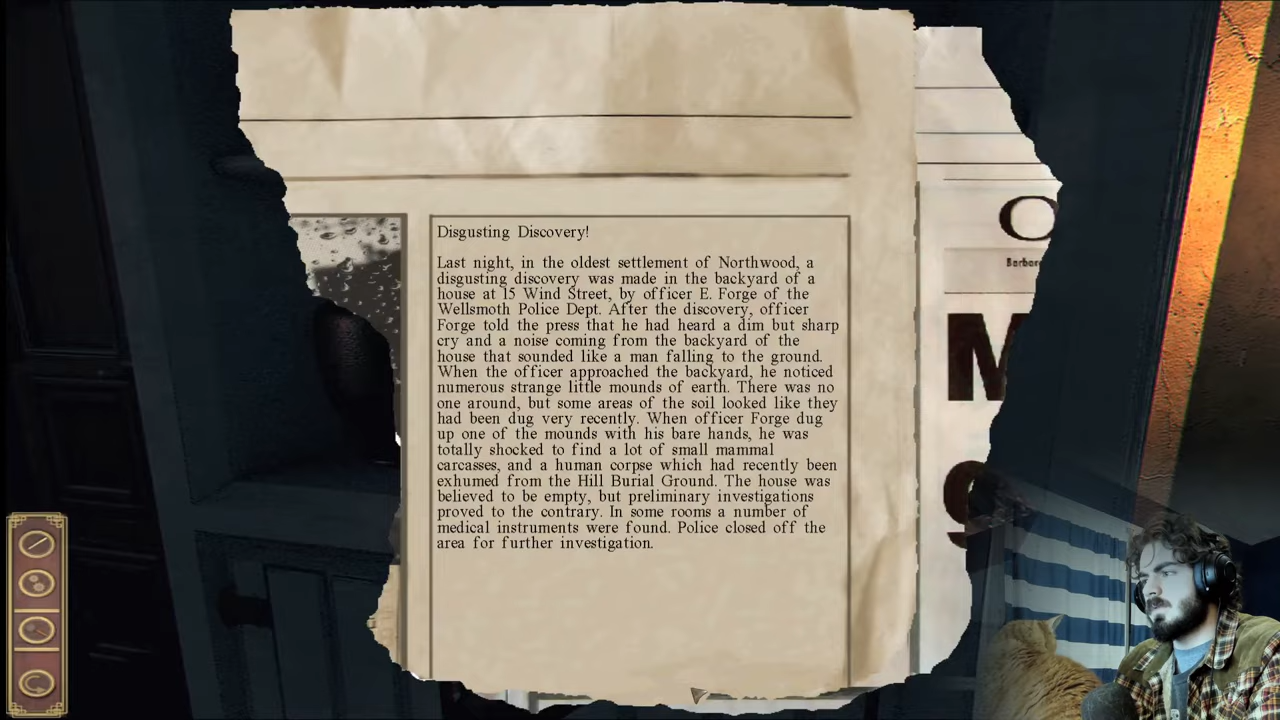 Disgusting Discovery!
Last night, in the oldest settlement of Northwood, a
disgusting discovery was made in the backyard of a
house at 15 Wind Street, by officer E. Forge of the
Wellsmoth Police Dept. After the discovery, officer
Forge told the press that he had heard a dim but sharp
cry and a noise coming from the backyard of the
house that sounded like a man falling to the ground.
When the officer approached the backyard, he noticed
numerous strange little mounds of earth. There was no
one around, but some areas of the soil looked like they
had been dug very recently. When officer Forge dug
up one of the mounds with his bare hands, he was
totally shocked to find a lot of small mammal
carcasses, and a human corpse which had recently been
exhumed from the Hill Burial Ground. The house was
believed to be empty, but preliminary investigations
proved to the contrary. In some rooms a number of
medical instruments were found. Police closed off the
area for further investigation.
O
Barbar
M